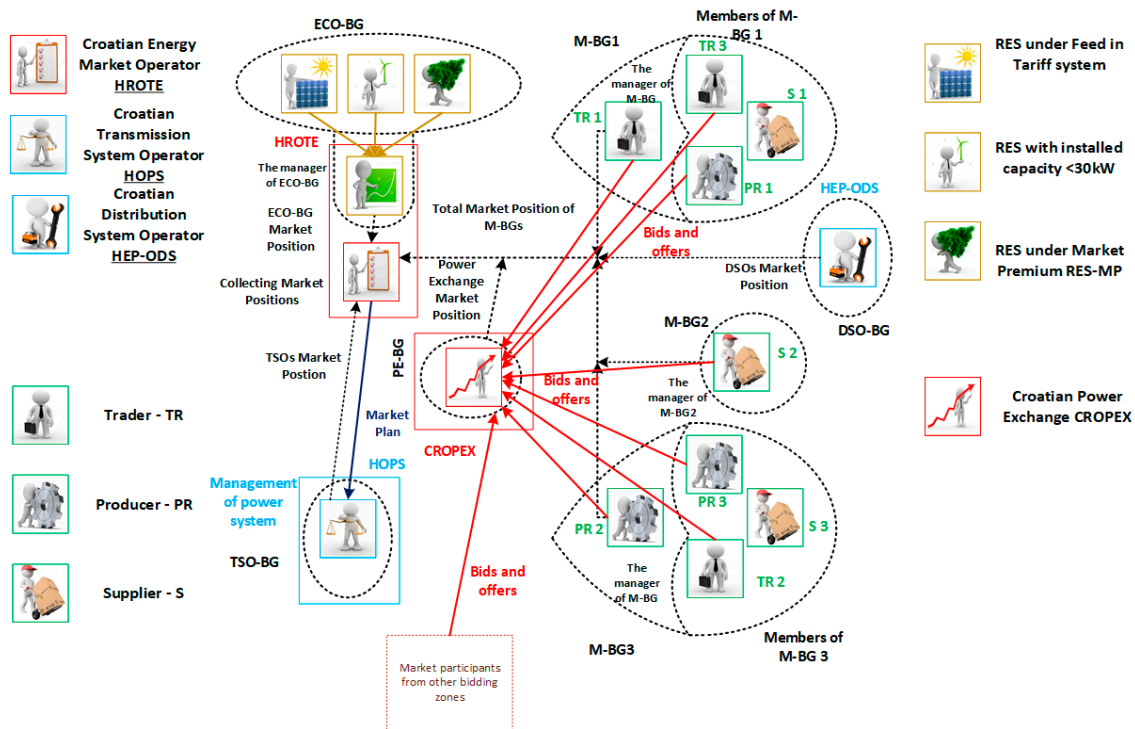 Croatian Energy
Market Operator
HROTE
Croatian
Transmission
System Operator
HOPS
Croatian
Distribution
System Operator
HEP-ODS
Trader - TR
Producer - PR
Supplier - S
ECO-BG
HROTE
The manager
of ECO-BG
ECO-BG
Market
Position
Collecting Market
Positions
TSOs Market
Postion
Market
Plan
HOPS
Management
of power
system
TSO-BG
Total Market Position of
M-BGs
Power
Exchange
Market
Position
PE-BG
CROPEX
Bids and
offers
Market participants
from other bidding
zones
M-BG1
Members of M-
BG 1
The
manager of
M-BG
TR 1
TR 3
S 1
PR 1
Bids and
offers
HEP-ODS
DSOs Market
Position
DSO-BG
M-BG2
S 2
Bids and
offers
The
manager of
M-BG2
PR 3
PR 2
S 3
TR 2
The
manager
of M-BG
M-BG3
Members of
M-BG 3
RES under Feed in
Tariff system
RES with installed
capacity <30kW
RES under Market
Premium RES-MP
Croatian Power
Exchange CROPEX